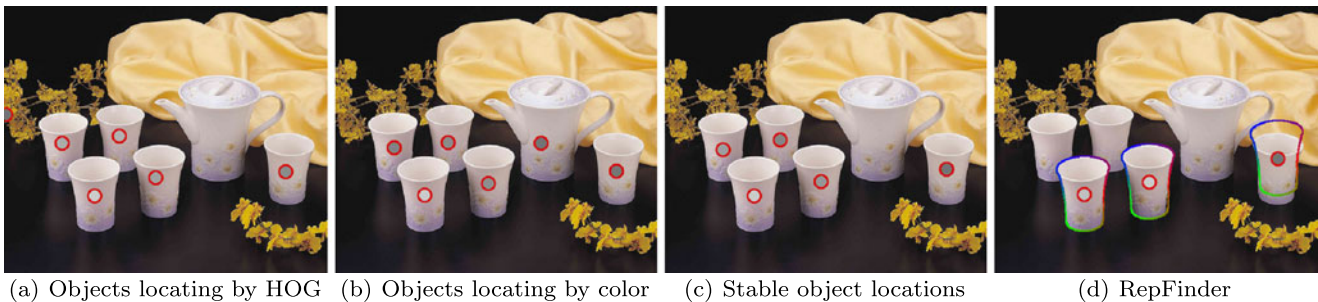 (a) Objects locating by HOG
(b) Objects locating by color
(c) Stable object locations
(d) RepFinder